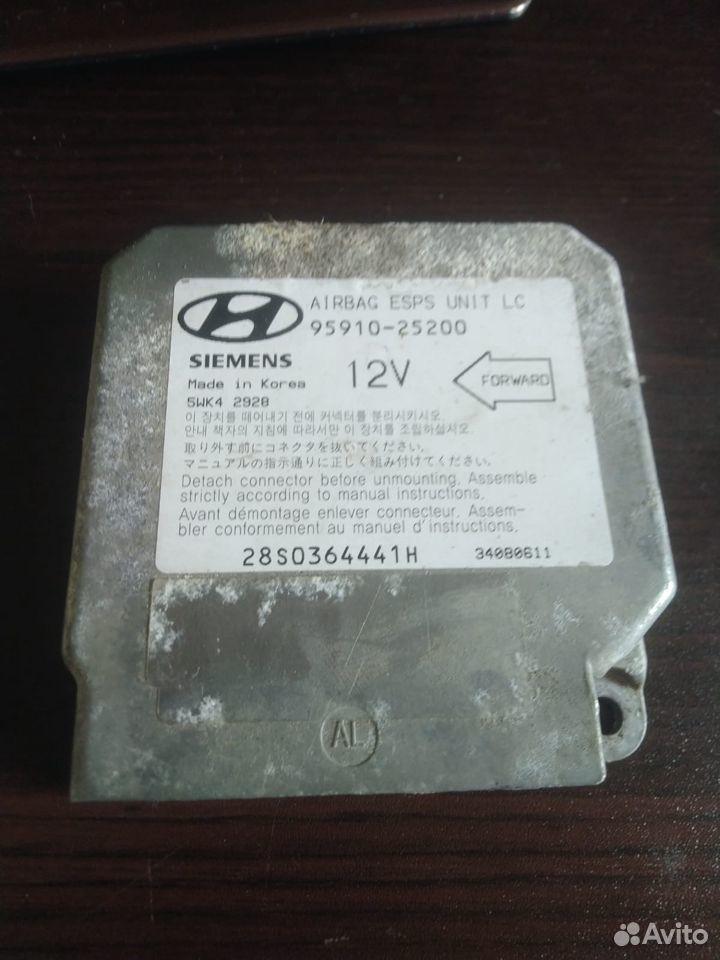 AIRBAG ESPS UNIT LC
95910-25200
SIEMENS
Made in Korea
12V
FORWARD
5WK4 2928
이 장치를 떼어내기 전에 커넥터를 분리시키시오.
안내 책자의 지침에 따라서만 이 장치를 조립하십시오.
取り外す前にコネクタを抜いてください。
マニュアルの指示通りに正しく組み付けてください。
Detach connector before unmounting. Assemble
strictly according to manual instructions.
Avant démontage enlever connecteur. Assem-
bler conformement au manuel d'instructions.
28S0364441H
34080611
AL
Avito